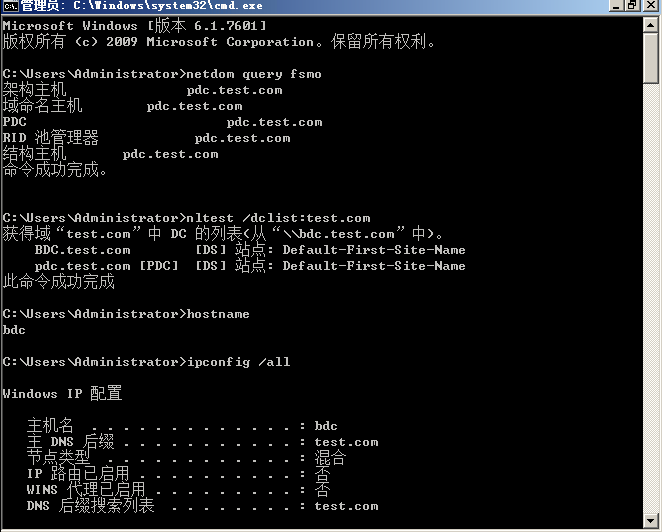 管理员: C:\Windows\system32\cmd.exe
Microsoft Windows [版本 6.1.7601]
版权所有 (c) 2009 Microsoft Corporation。保留所有权利。
C:\Users\Administrator>netdom query fsmo
架构主机               pdc.test.com
域命名主机        pdc.test.com
PDC                         pdc.test.com
RID 池管理器            pdc.test.com
结构主机       pdc.test.com
命令成功完成。
C:\Users\Administrator>nltest /dclist:test.com
获得域“test.com”中 DC 的列表(从“\\bdc.test.com”中)。
    BDC.test.com        [DS] 站点: Default-First-Site-Name
    pdc.test.com [PDC]  [DS] 站点: Default-First-Site-Name
此命令成功完成
C:\Users\Administrator>hostname
bdc
C:\Users\Administrator>ipconfig /all
Windows IP 配置
   主机名  . . . . . . . . . . . . . : bdc
   主 DNS 后缀 . . . . . . . . . . . : test.com
   节点类型  . . . . . . . . . . . . : 混合
   IP 路由已启用 . . . . . . . . . . : 否
   WINS 代理已启用 . . . . . . . . . : 否
   DNS 后缀搜索列表  . . . . . . . . : test.com